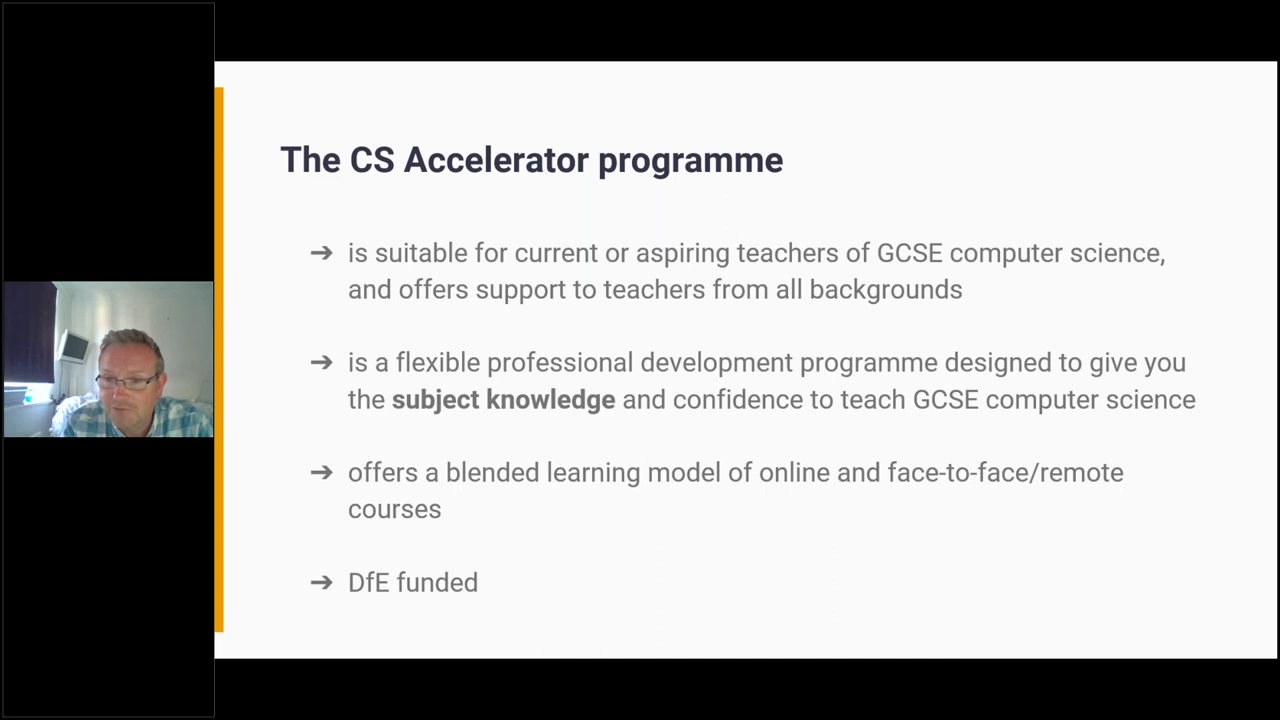 The CS Accelerator programme
➔ is suitable for current or aspiring teachers of GCSE computer science,
and offers support to teachers from all backgrounds
➔ is a flexible professional development programme designed to give you
the subject knowledge and confidence to teach GCSE computer science
➔ offers a blended learning model of online and face-to-face/remote
courses
➔ DfE funded